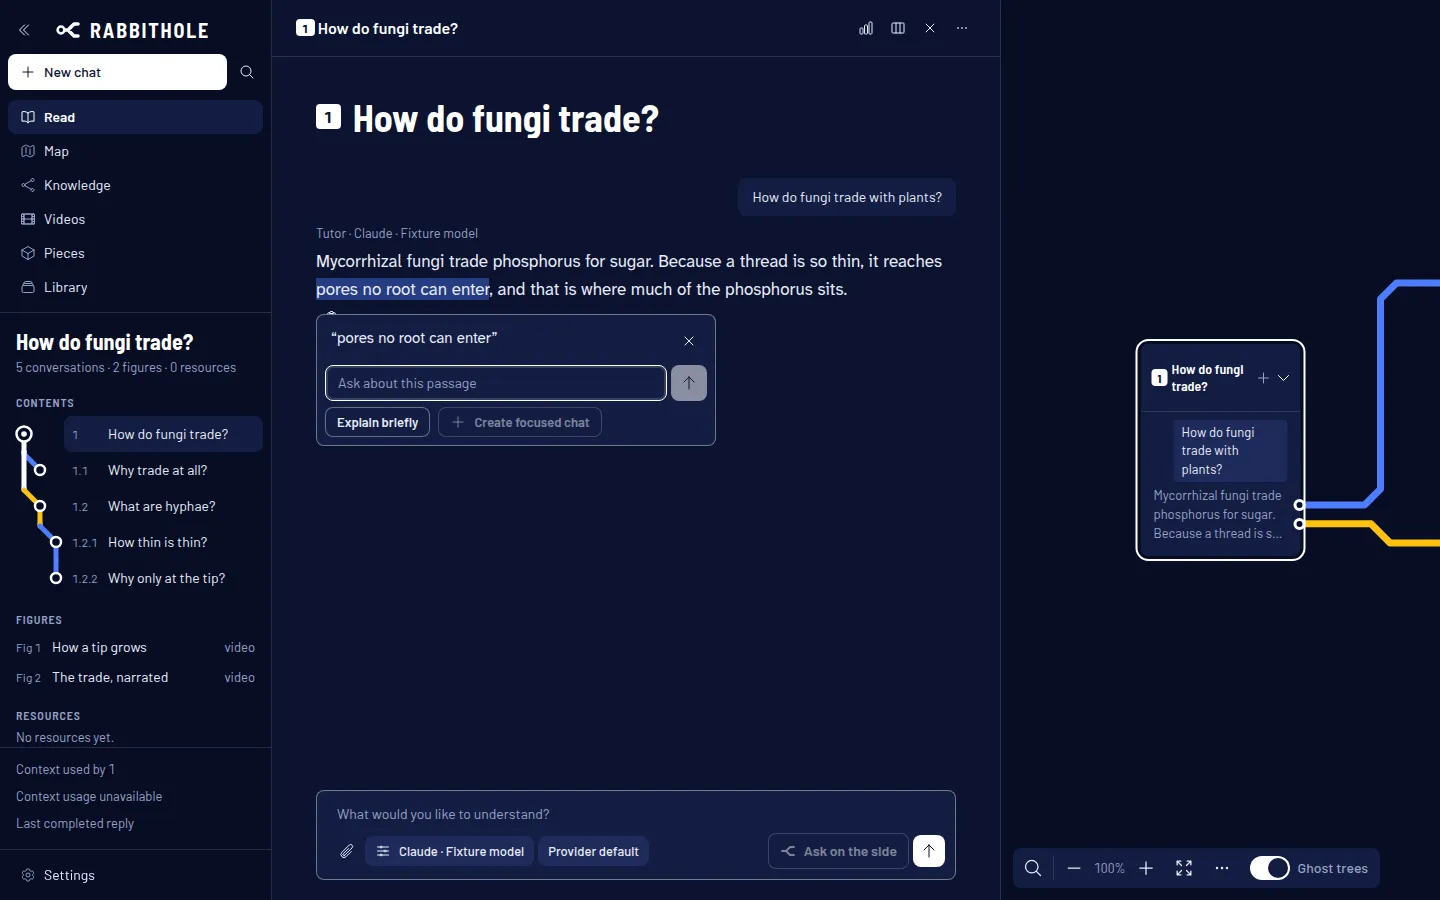 RABBITHOLE
New chat
Read
Map
Knowledge
Videos
Pieces
Library
How do fungi trade?
5 conversations · 2 figures · 0 resources
CONTENTS
1 How do fungi trade?
1.1 Why trade at all?
1.2 What are hyphae?
1.2.1 How thin is thin?
1.2.2 Why only at the tip?
FIGURES
Fig 1 How a tip grows video
Fig 2 The trade, narrated video
RESOURCES
No resources yet.
Context used by 1
Context usage unavailable
Last completed reply
Settings
1 How do fungi trade?
1 How do fungi trade?
How do fungi trade with plants?
Tutor · Claude · Fixture model
Mycorrhizal fungi trade phosphorus for sugar. Because a thread is so thin, it reaches
pores no root can enter, and that is where much of the phosphorus sits.
“pores no root can enter”
Ask about this passage
Explain briefly
Create focused chat
What would you like to understand?
Claude · Fixture model
Provider default
Ask on the side
1 How do fungi
trade?
How do fungi
trade with
plants?
Mycorrhizal fungi trade
phosphorus for sugar.
Because a thread is s...
100%
Ghost trees